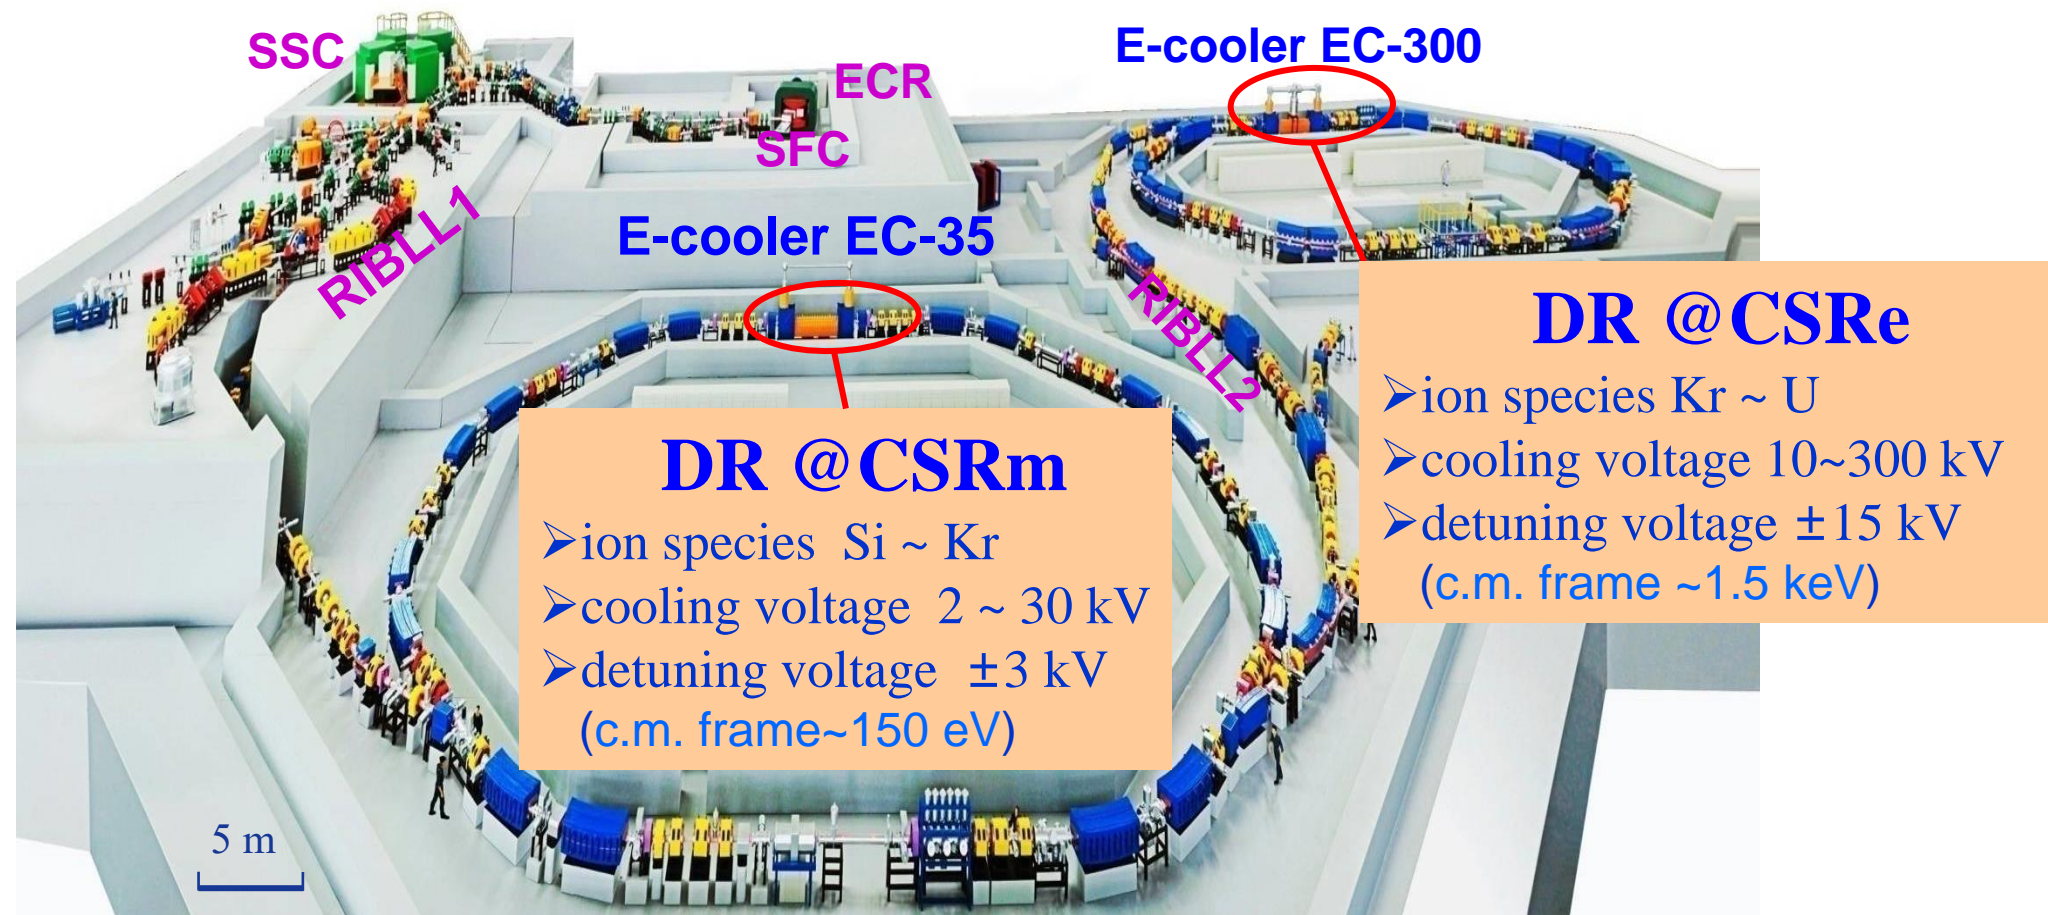 SSC
ECR
SFC
RIBLL1
E-cooler EC-35
E-cooler EC-300
RIBLL2
DR @CSRm
➢ion species Si ~ Kr
➢cooling voltage 2 ~ 30 kV
➢detuning voltage ±3 kV
(c.m. frame~150 eV)
DR @CSRe
➢ion species Kr ~ U
➢cooling voltage 10~300 kV
➢detuning voltage ±15 kV
(c.m. frame ~1.5 keV)
5 m